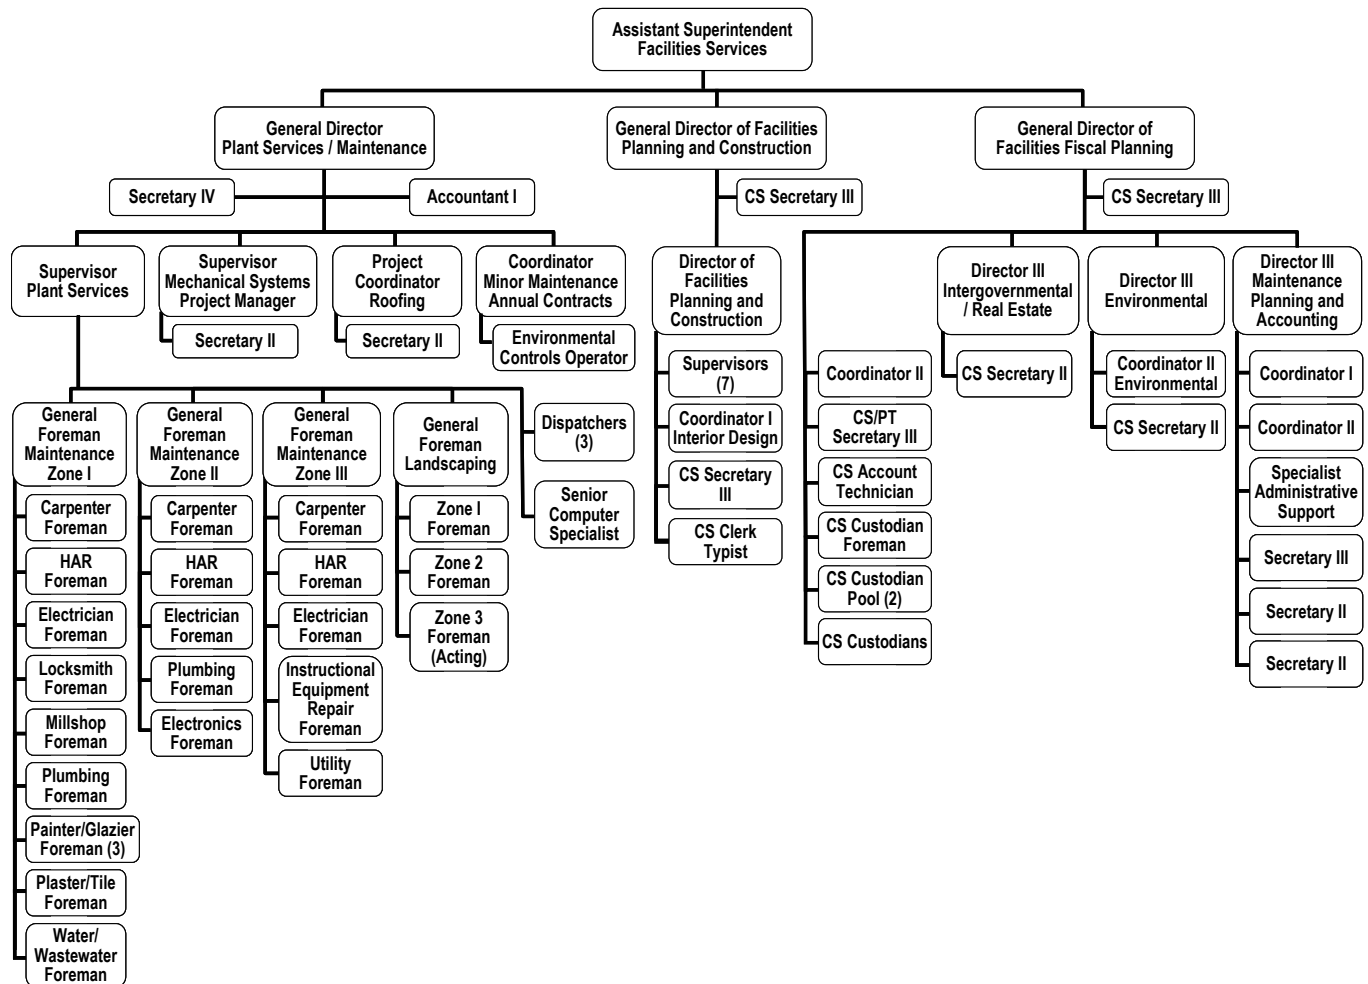 Assistant Superintendent
Facilities Services
General Director
Plant Services / Maintenance
General Director of Facilities
Planning and Construction
General Director of
Facilities Fiscal Planning
Secretary IV
Accountant I
CS Secretary III
CS Secretary III
Supervisor
Plant Services
Supervisor
Mechanical Systems
Project Manager
Project
Coordinator
Roofing
Coordinator
Minor Maintenance
Annual Contracts
Director of
Facilities
Planning and
Construction
Director III
Intergovernmental
/ Real Estate
Director III
Environmental
Director III
Maintenance
Planning and
Accounting
Secretary II
Secretary II
Environmental
Controls Operator
General
Foreman
Maintenance
Zone I
General
Foreman
Maintenance
Zone II
General
Foreman
Maintenance
Zone III
General
Foreman
Landscaping
Dispatchers
(3)
Senior
Computer
Specialist
Carpenter
Foreman
HAR
Foreman
Electrician
Foreman
Locksmith
Foreman
Millshop
Foreman
Plumbing
Foreman
Painter/Glazier
Foreman (3)
Plaster/Tile
Foreman
Water/
Wastewater
Foreman
Carpenter
Foreman
HAR
Foreman
Electrician
Foreman
Plumbing
Foreman
Electronics
Foreman
Carpenter
Foreman
HAR
Foreman
Electrician
Foreman
Instructional
Equipment
Repair
Foreman
Utility
Foreman
Zone I
Foreman
Zone 2
Foreman
Zone 3
Foreman
(Acting)
Supervisors
(7)
Coordinator I
Interior Design
CS Secretary
III
CS Clerk
Typist
Coordinator II
CS/PT
Secretary III
CS Account
Technician
CS Custodian
Foreman
CS Custodian
Pool (2)
CS Custodians
CS Secretary II
Coordinator II
Environmental
CS Secretary II
Coordinator I
Coordinator II
Specialist
Administrative
Support
Secretary III
Secretary II
Secretary II